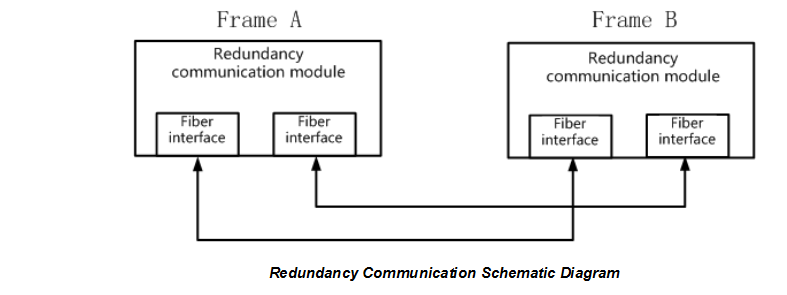 Frame A
Frame B
Redundancy
communication module
Redundancy
communication module
Fiber
interface
Fiber
interface
Fiber
interface
Fiber
interface
Redundancy Communication Schematic Diagram